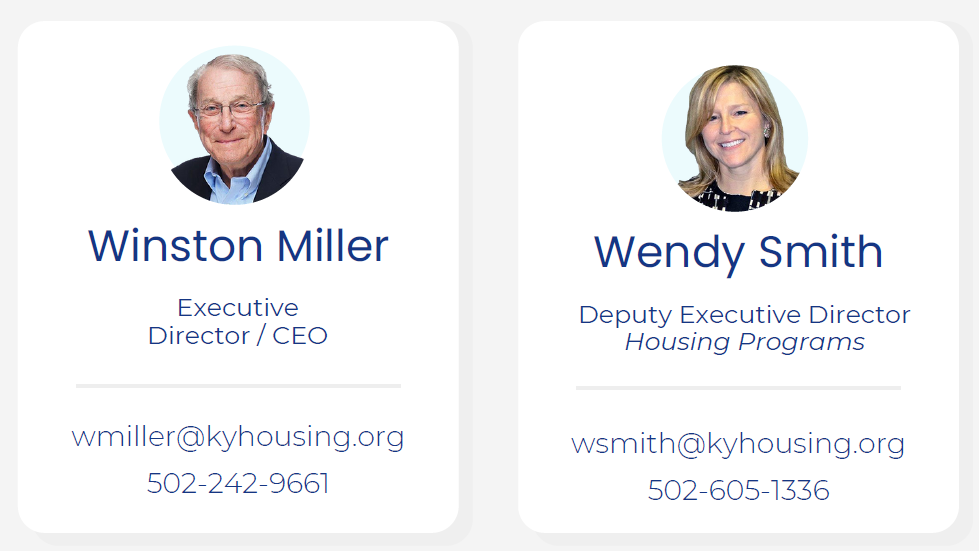 Winston Miller
Executive
Director / CEO
wmiller@kyhousing.org
502-242-9661
Wendy Smith
Deputy Executive Director
Housing Programs
wsmith@kyhousing.org
502-605-1336